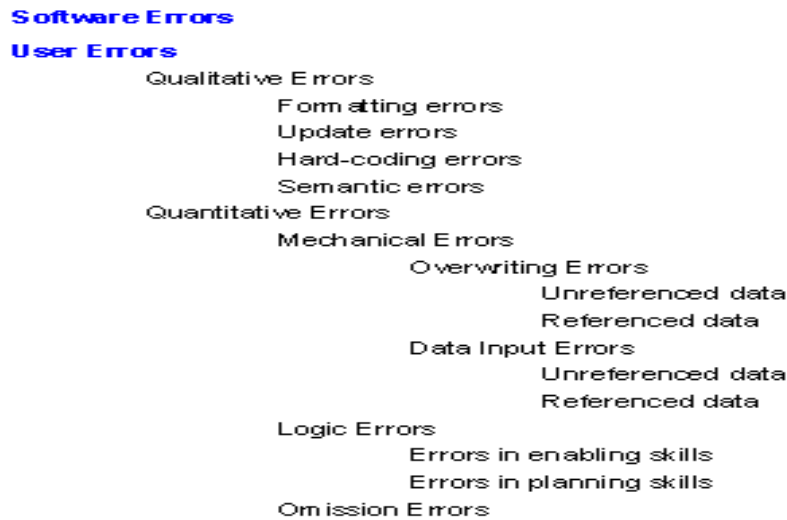 Software Errors
User Errors
Qualitative Errors
Formatting errors
Update errors
Hard-coding errors
Semantic errors
Quantitative Errors
Mechanical Errors
Overwriting Errors
Unreferenced data
Referenced data
Data Input Errors
Unreferenced data
Referenced data
Logic Errors
Errors in enabling skills
Errors in planning skills
Omission Errors